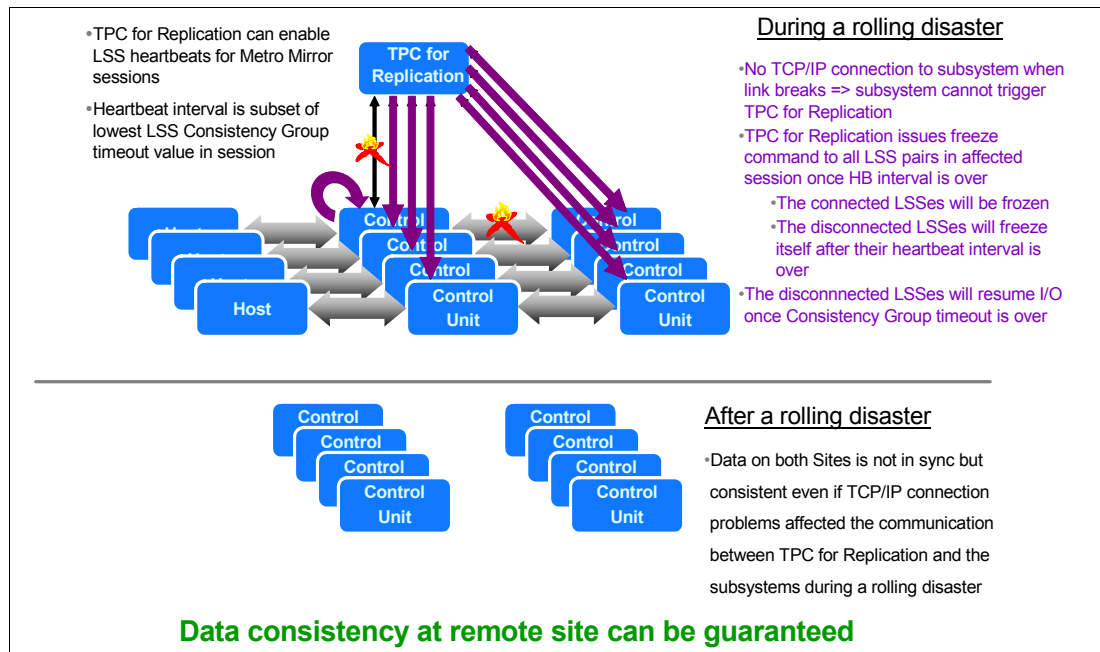 •TPC for Replication can enable
LSS heartbeats for Metro Mirror
sessions
•Heartbeat interval is subset of
lowest LSS Consistency Group
timeout value in session
TPC for
Replication
Control
Control
Control
Control
Unit
Host
Control
Control
Control
Control
Unit
During a rolling disaster
•No TCP/IP connection to subsystem when
link breaks => subsystem cannot trigger
TPC for Replication
•TPC for Replication issues freeze
command to all LSS pairs in affected
session once HB interval is over
•The connected LSSes will be frozen
•The disconnected LSSes will freeze
itself after their heartbeat interval is
over
•The disconnnected LSSes will resume I/O
once Consistency Group timeout is over
Control
Control
Control
Control
Unit
Control
Control
Control
Control
Unit
After a rolling disaster
•Data on both Sites is not in sync but
consistent even if TCP/IP connection
problems affected the communication
between TPC for Replication and the
subsystems during a rolling disaster
Data consistency at remote site can be guaranteed